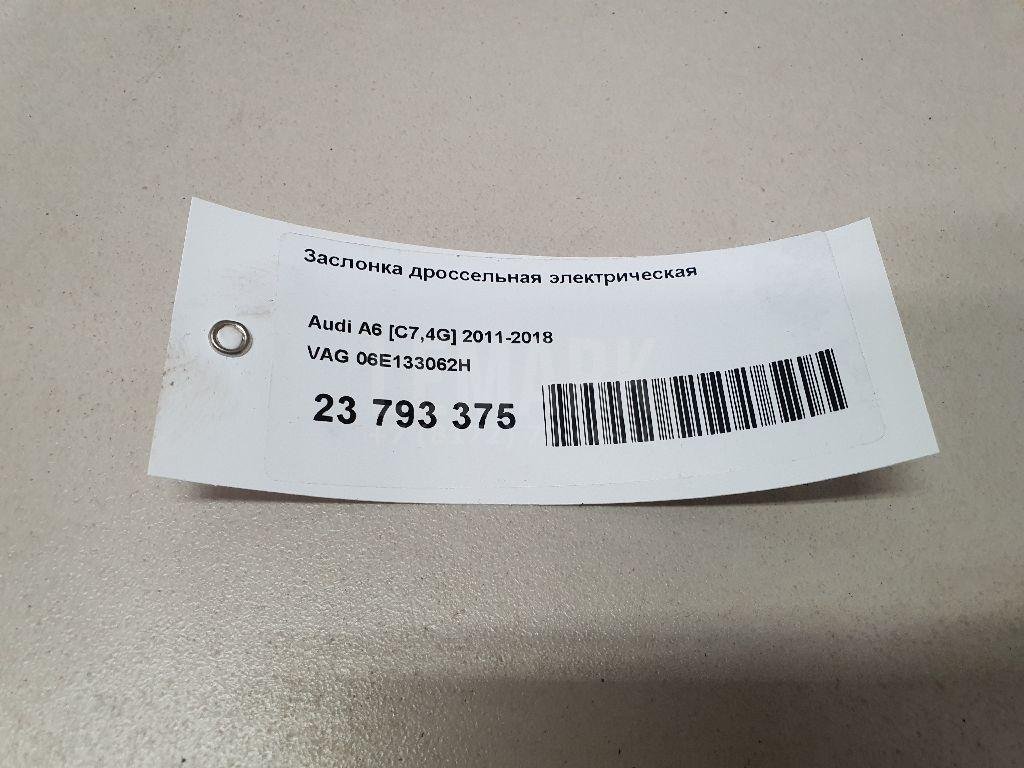 Заслонка дроссельная электрическая
Audi A6 [C7,4G] 2011-2018
VAG 06E133062H
23 793 375